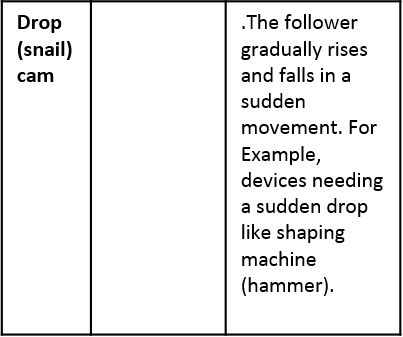 Drop
(snail)
cam
.The follower
gradually rises
and falls in a
sudden
movement. For
Example,
devices needing
a sudden drop
like shaping
machine
(hammer).